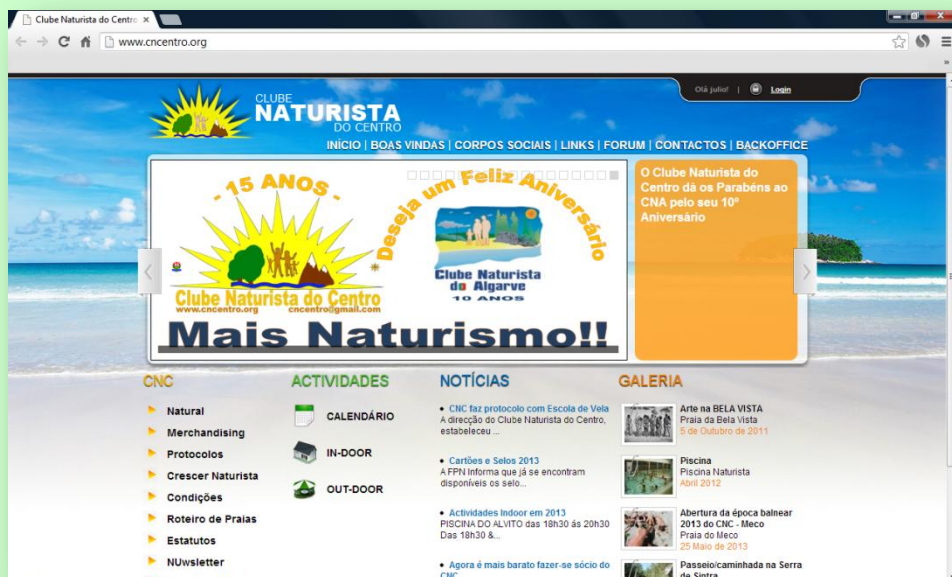 Clube Naturista do Centro
www.cncentro.org
Olá julio! | Login
CLUBE
NATURISTA
DO CENTRO
INÍCIO | BOAS VINDAS | CORPOS SOCIAIS | LINKS | FORUM | CONTACTOS | BACKOFFICE
- 15 ANOS -
Clube Naturista do Centro
www.cncentro.org cncentro@gmail.com
Deseja um Feliz Aniversário
Clube Naturista
do Algarve
10 ANOS
Mais Naturismo!!
O Clube Naturista do
Centro dà os Parabéns ao
CNA pelo seu 10º
Aniversário
CNC
Natural
Merchandising
Protocolos
Crescer Naturista
Condições
Roteiro de Praias
Estatutos
NUwsletter
ACTIVIDADES
CALENDÁRIO
IN-DOOR
OUT-DOOR
NOTÍCIAS
CNC faz protocolo com Escola de Vela
A direcção do Clube Naturista do Centro,
estabeleceu ...
Cartões e Selos 2013
A FPN Informa que já se encontram
disponíveis os selo...
Actividades Indoor em 2013
PISCINA DO ALVITO das 18h30 ás 20h30
Das 18h30 &...
Agora é mais barato fazer-se sócio do
CNC
GALERIA
Arte na BELA VISTA
Praia da Bela Vista
5 de Outubro de 2011
Piscina
Piscina Naturista
Abril 2012
Abertura da época balnear
2013 do CNC - Meco
Praia do Meco
25 Maio de 2013
Passeio/caminhada na Serra
de Sintra